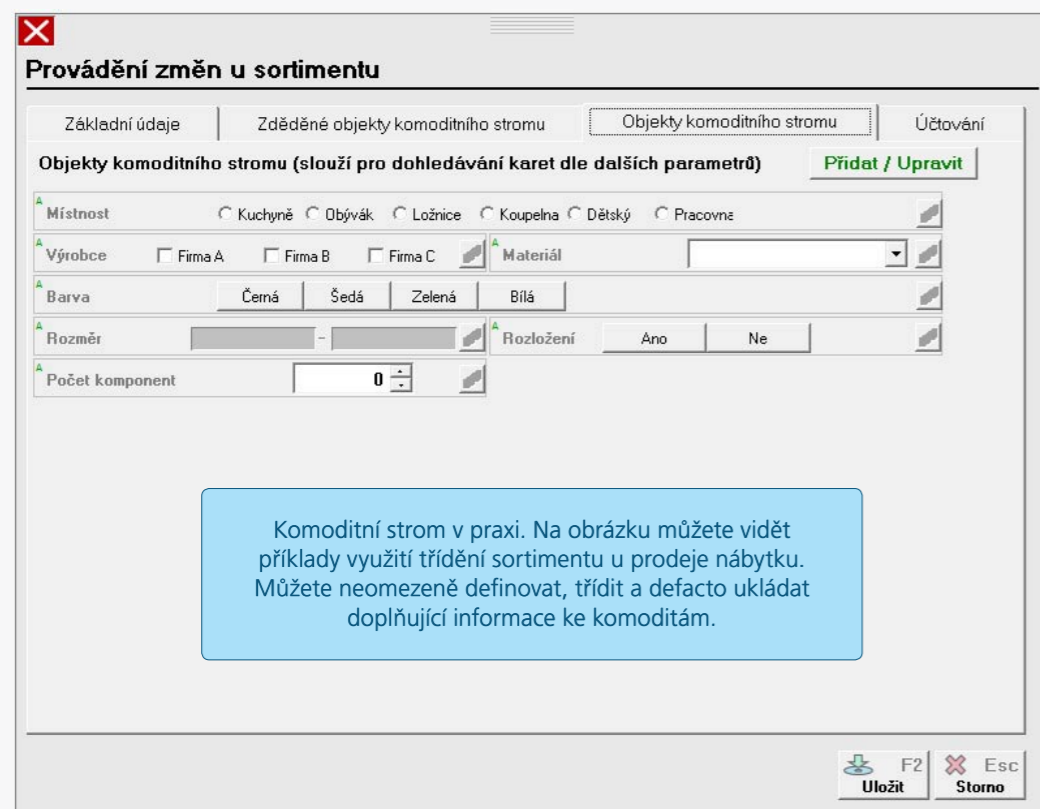 Provádění změn u sortimentu
Základní údaje Zděděné objekty komoditního stromu Objekty komoditního stromu Účtování
Objekty komoditního stromu (slouží pro dohledávání karet dle dalších parametrů) Přidat / Upravit
A Místnost Kuchyně Obývák Ložnice Koupelna Dětský Pracovna
A Výrobce Firma A Firma B Firma C A Materiál
A Barva Černá Šedá Zelená Bílá
A Rozměr - A Rozložení Ano Ne
A Počet komponent 0
Komoditní strom v praxi. Na obrázku můžete vidět
příklady využití třídění sortimentu u prodeje nábytku.
Můžete neomezeně definovat, třídit a defacto ukládat
doplňující informace ke komoditám.
F2 Esc
Uložit Storno